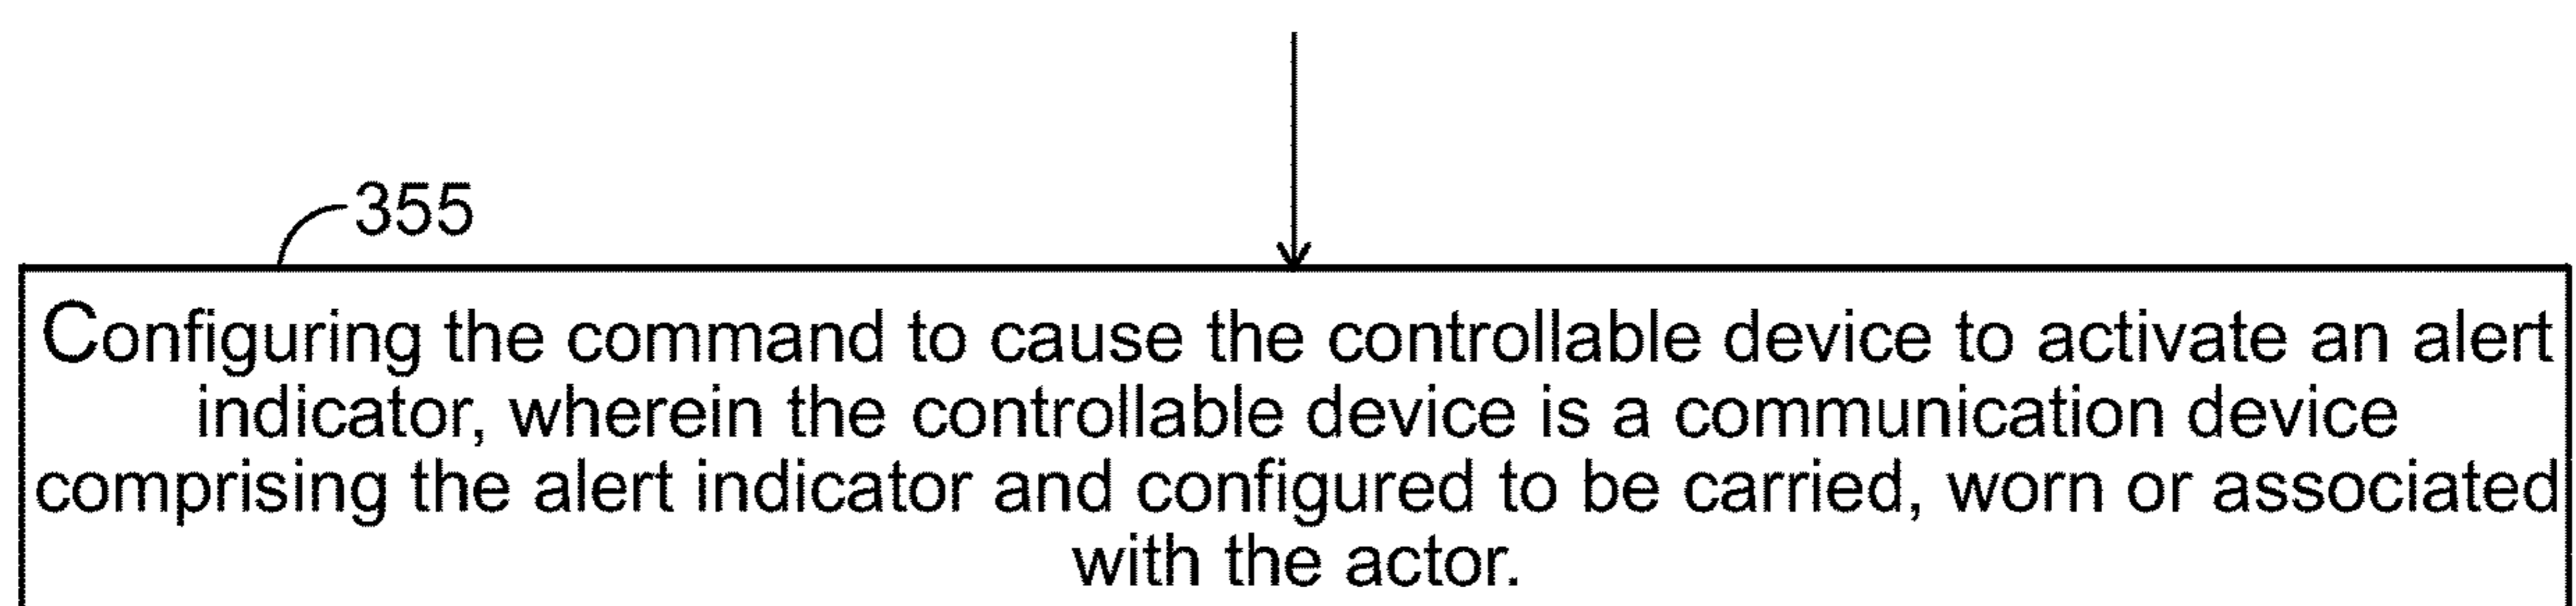 355
Configuring the command to cause the controllable device to activate an alert
indicator, wherein the controllable device is a communication device
comprising the alert indicator and configured to be carried, worn or associated
with the actor.